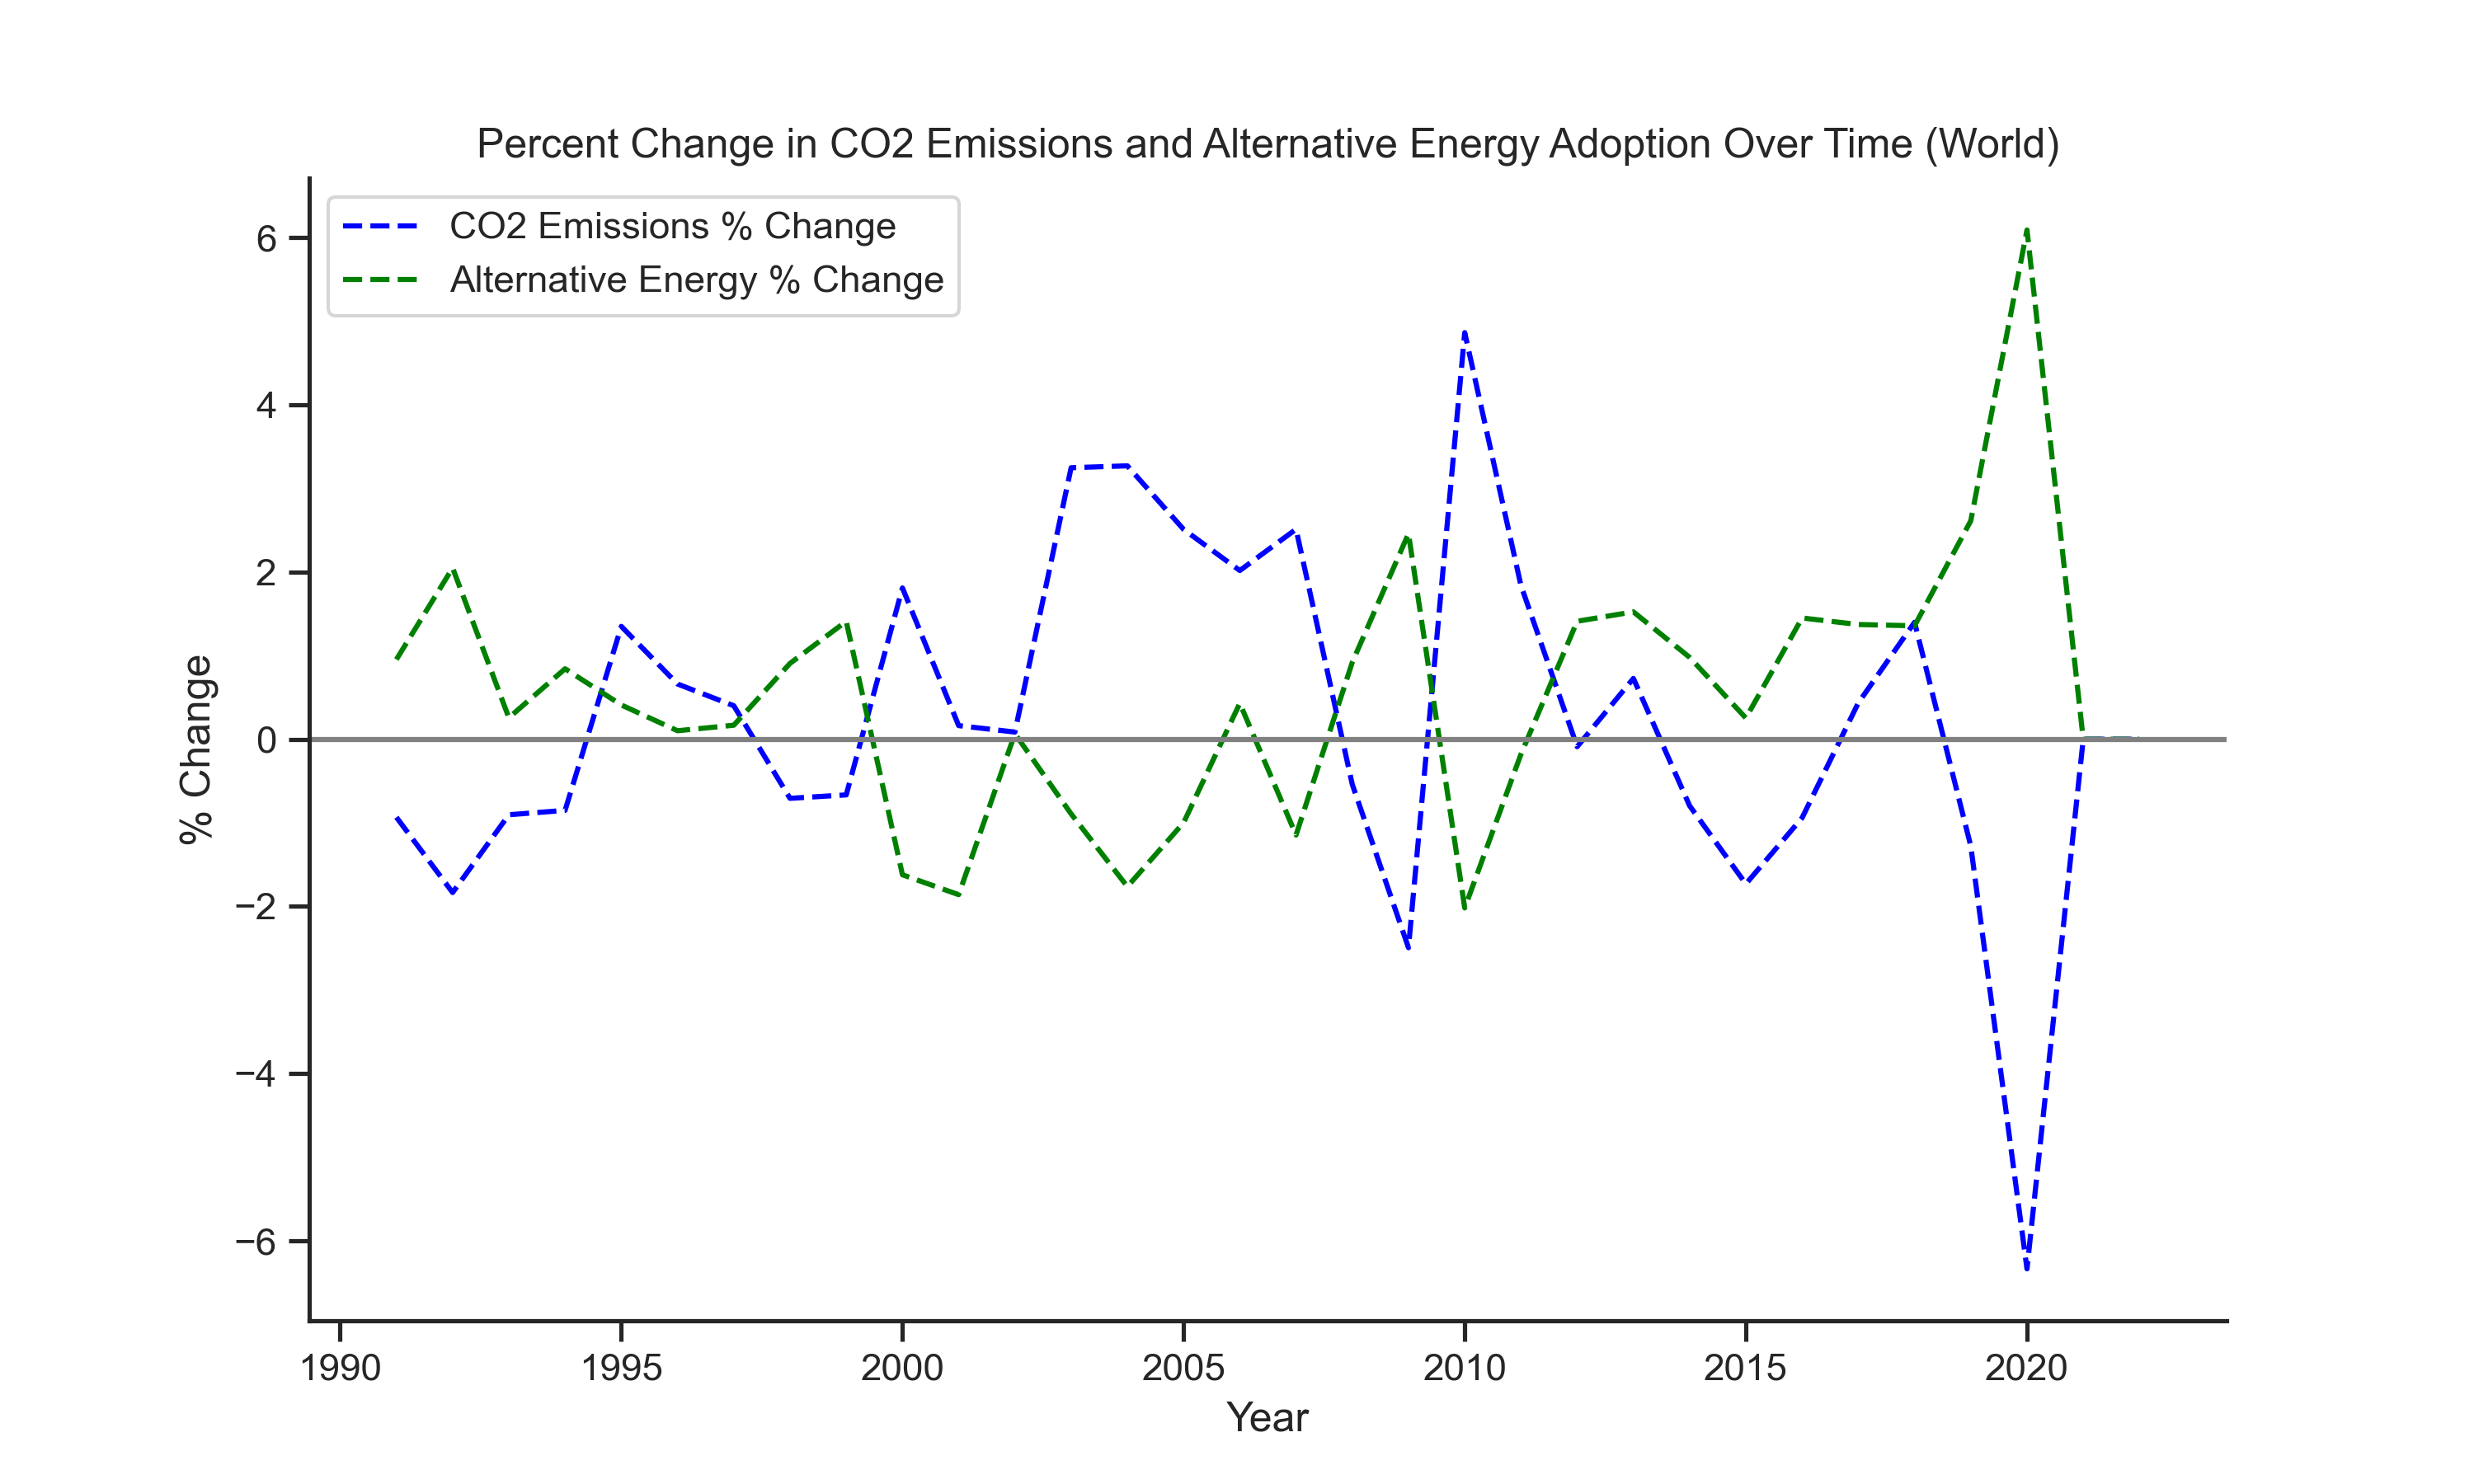 Percent Change in CO2 Emissions and Alternative Energy Adoption Over Time (World)
CO2 Emissions % Change
Alternative Energy % Change
% Change
6
4
2
0
−2
−4
−6
1990 1995 2000 2005 2010 2015 2020
Year